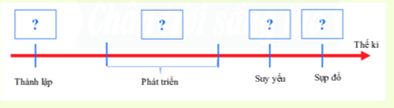 ? ? ? ?
Thế kỉ
Thành lập Phát triển Suy yếu Sụp đổ